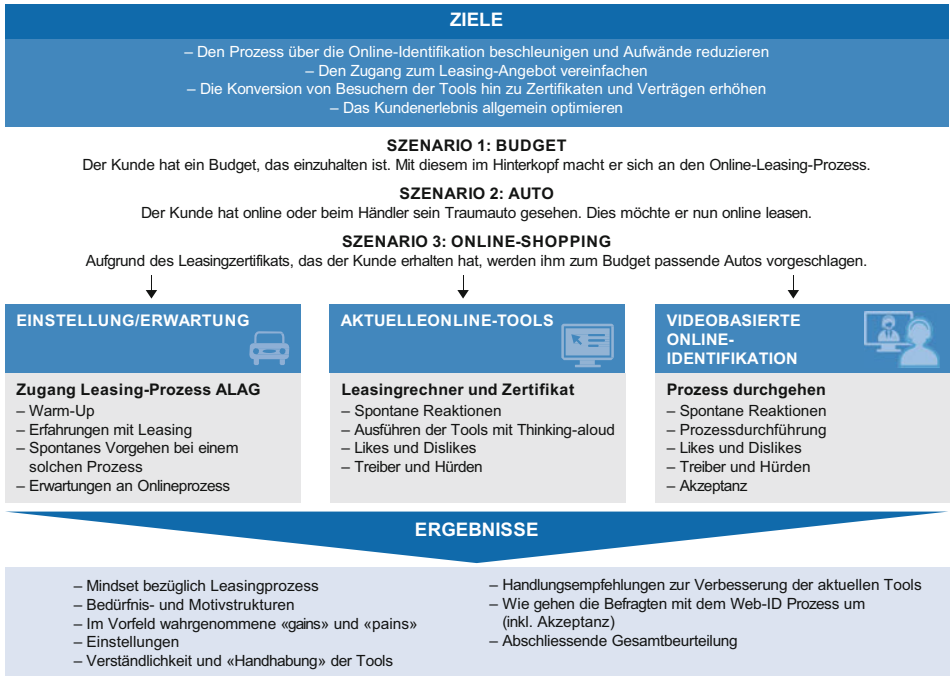 ZIELE
– Den Prozess über die Online-Identifikation beschleunigen und Aufwände reduzieren
– Den Zugang zum Leasing-Angebot vereinfachen
– Die Konversion von Besuchern der Tools hin zu Zertifikaten und Verträgen erhöhen
– Das Kundenerlebnis allgemein optimieren
SZENARIO 1: BUDGET
Der Kunde hat ein Budget, das einzuhalten ist. Mit diesem im Hinterkopf macht er sich an den Online-Leasing-Prozess.
SZENARIO 2: AUTO
Der Kunde hat online oder beim Händler sein Traumauto gesehen. Dies möchte er nun online leasen.
SZENARIO 3: ONLINE-SHOPPING
Aufgrund des Leasingzertifikats, das der Kunde erhalten hat, werden ihm zum Budget passende Autos vorgeschlagen.
EINSTELLUNG/ERWARTUNG
Zugang Leasing-Prozess ALAG
– Warm-Up
– Erfahrungen mit Leasing
– Spontanes Vorgehen bei einem
solchen Prozess
– Erwartungen an Onlineprozess
AKTUELLEONLINE-TOOLS
Leasingrechner und Zertifikat
– Spontane Reaktionen
– Ausführen der Tools mit Thinking-aloud
– Likes und Dislikes
– Treiber und Hürden
VIDEOBASIERTE
ONLINE-
IDENTIFIKATION
Prozess durchgehen
– Spontane Reaktionen
– Prozessdurchführung
– Likes und Dislikes
– Treiber und Hürden
– Akzeptanz
ERGEBNISSE
– Mindset bezüglich Leasingprozess
– Bedürfnis- und Motivstrukturen
– Im Vorfeld wahrgenommene «gains» und «pains»
– Einstellungen
– Verständlichkeit und «Handhabung» der Tools
– Handlungsempfehlungen zur Verbesserung der aktuellen Tools
– Wie gehen die Befragten mit dem Web-ID Prozess um
(inkl. Akzeptanz)
– Abschliessende Gesamtbeurteilung